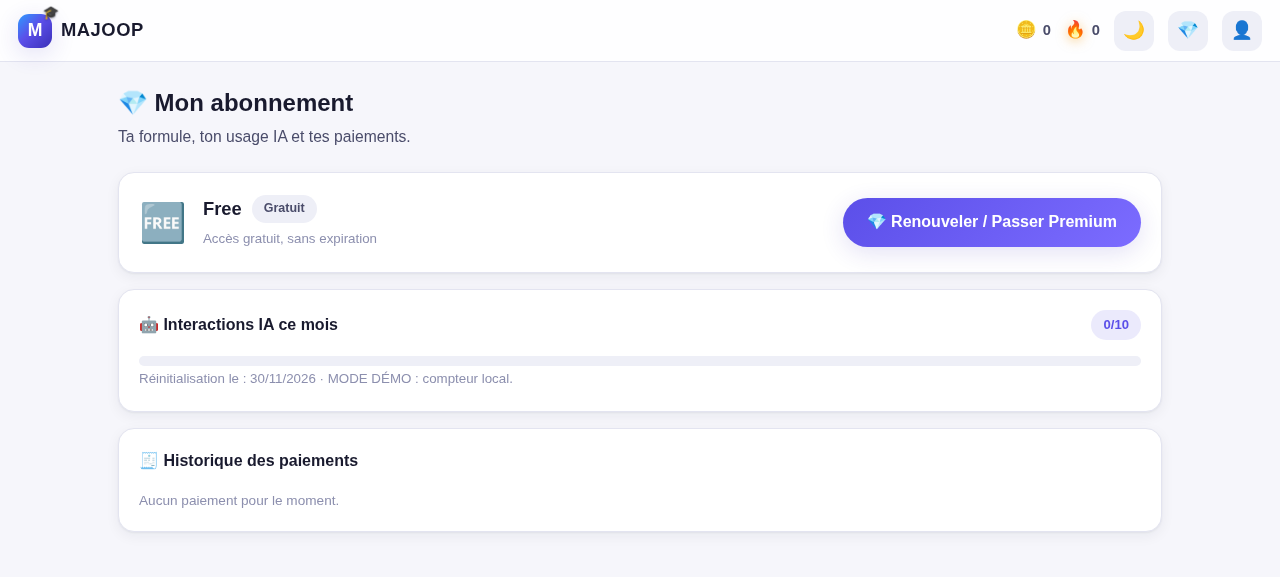 M MAJOOP 🪙 0 🔥 0 🌙 💎 👤
💎 Mon abonnement
Ta formule, ton usage IA et tes paiements.
🆓 Free Gratuit
Accès gratuit, sans expiration
💎 Renouveler / Passer Premium
🤖 Interactions IA ce mois 0/10
Réinitialisation le : 30/11/2026 · MODE DÉMO : compteur local.
🧾 Historique des paiements
Aucun paiement pour le moment.